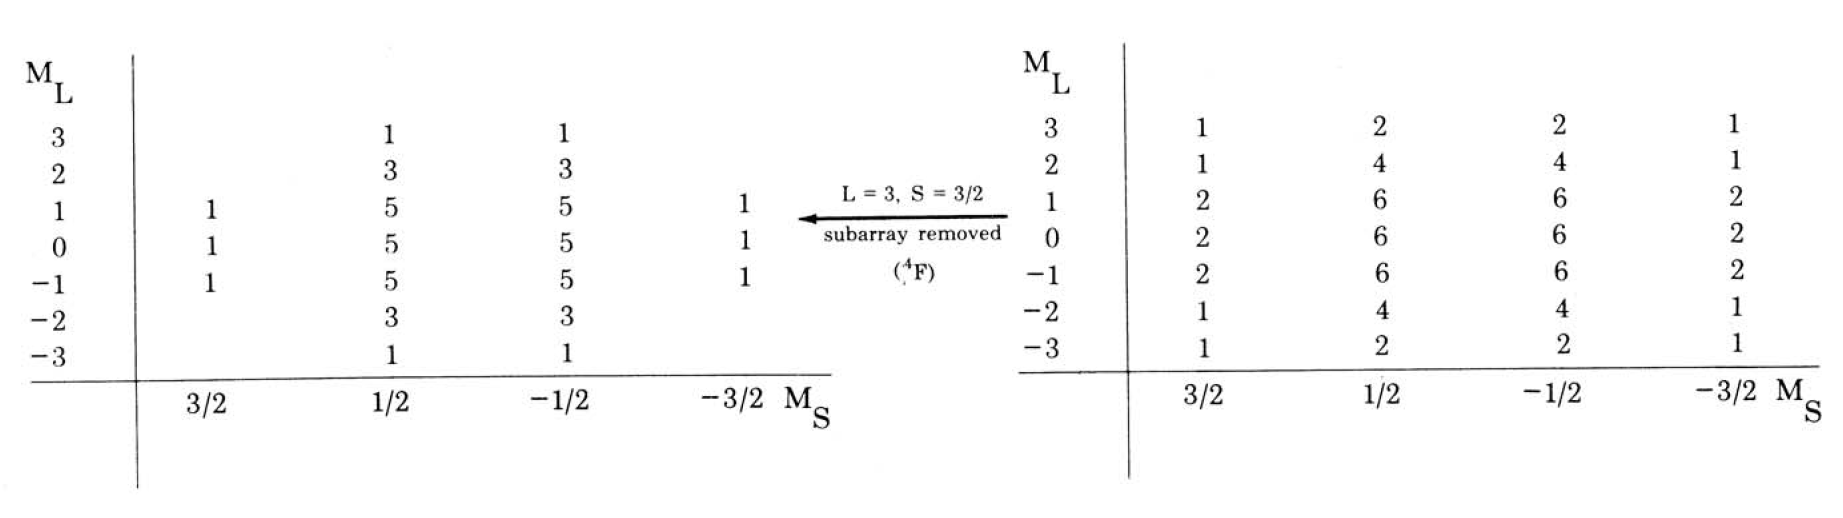 M_L
3 1 1
2 3 3
1 1 5 5 1
0 1 5 5 1
−1 1 5 5 1
−2 3 3
−3 1 1
3/2 1/2 −1/2 −3/2 M_S
L = 3, S = 3/2
subarray removed
(⁴F)
M_L
3 1 2 2 1
2 1 4 4 1
1 2 6 6 2
0 2 6 6 2
−1 2 6 6 2
−2 1 4 4 1
−3 1 2 2 1
3/2 1/2 −1/2 −3/2 M_S